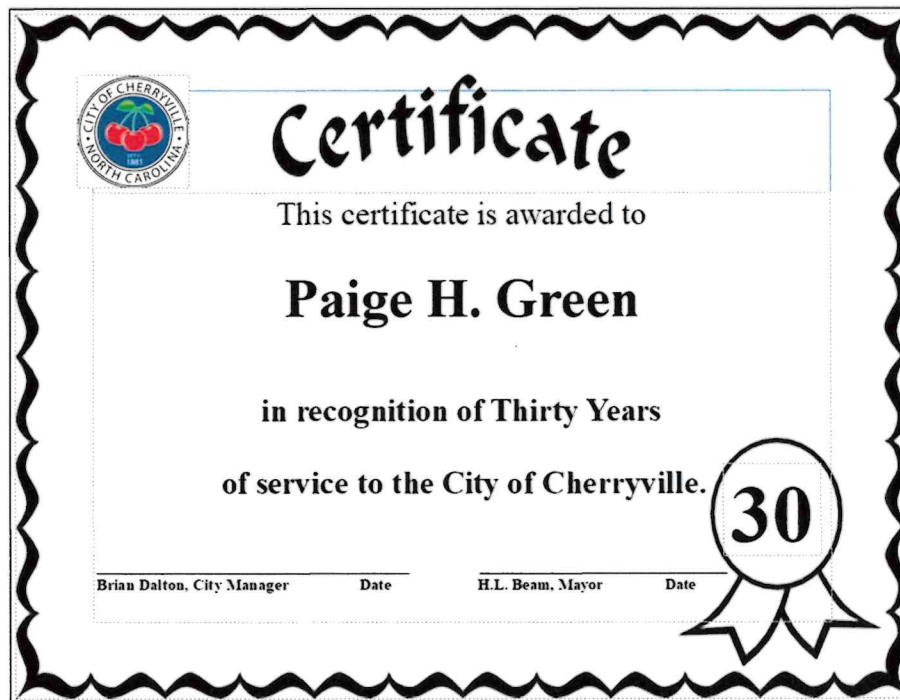 CITY OF CHERRYVILLE
NORTH CAROLINA
1881
Certificate
This certificate is awarded to
Paige H. Green
in recognition of Thirty Years
of service to the City of Cherryville.
30
Brian Dalton, City Manager Date H.L. Beam, Mayor Date